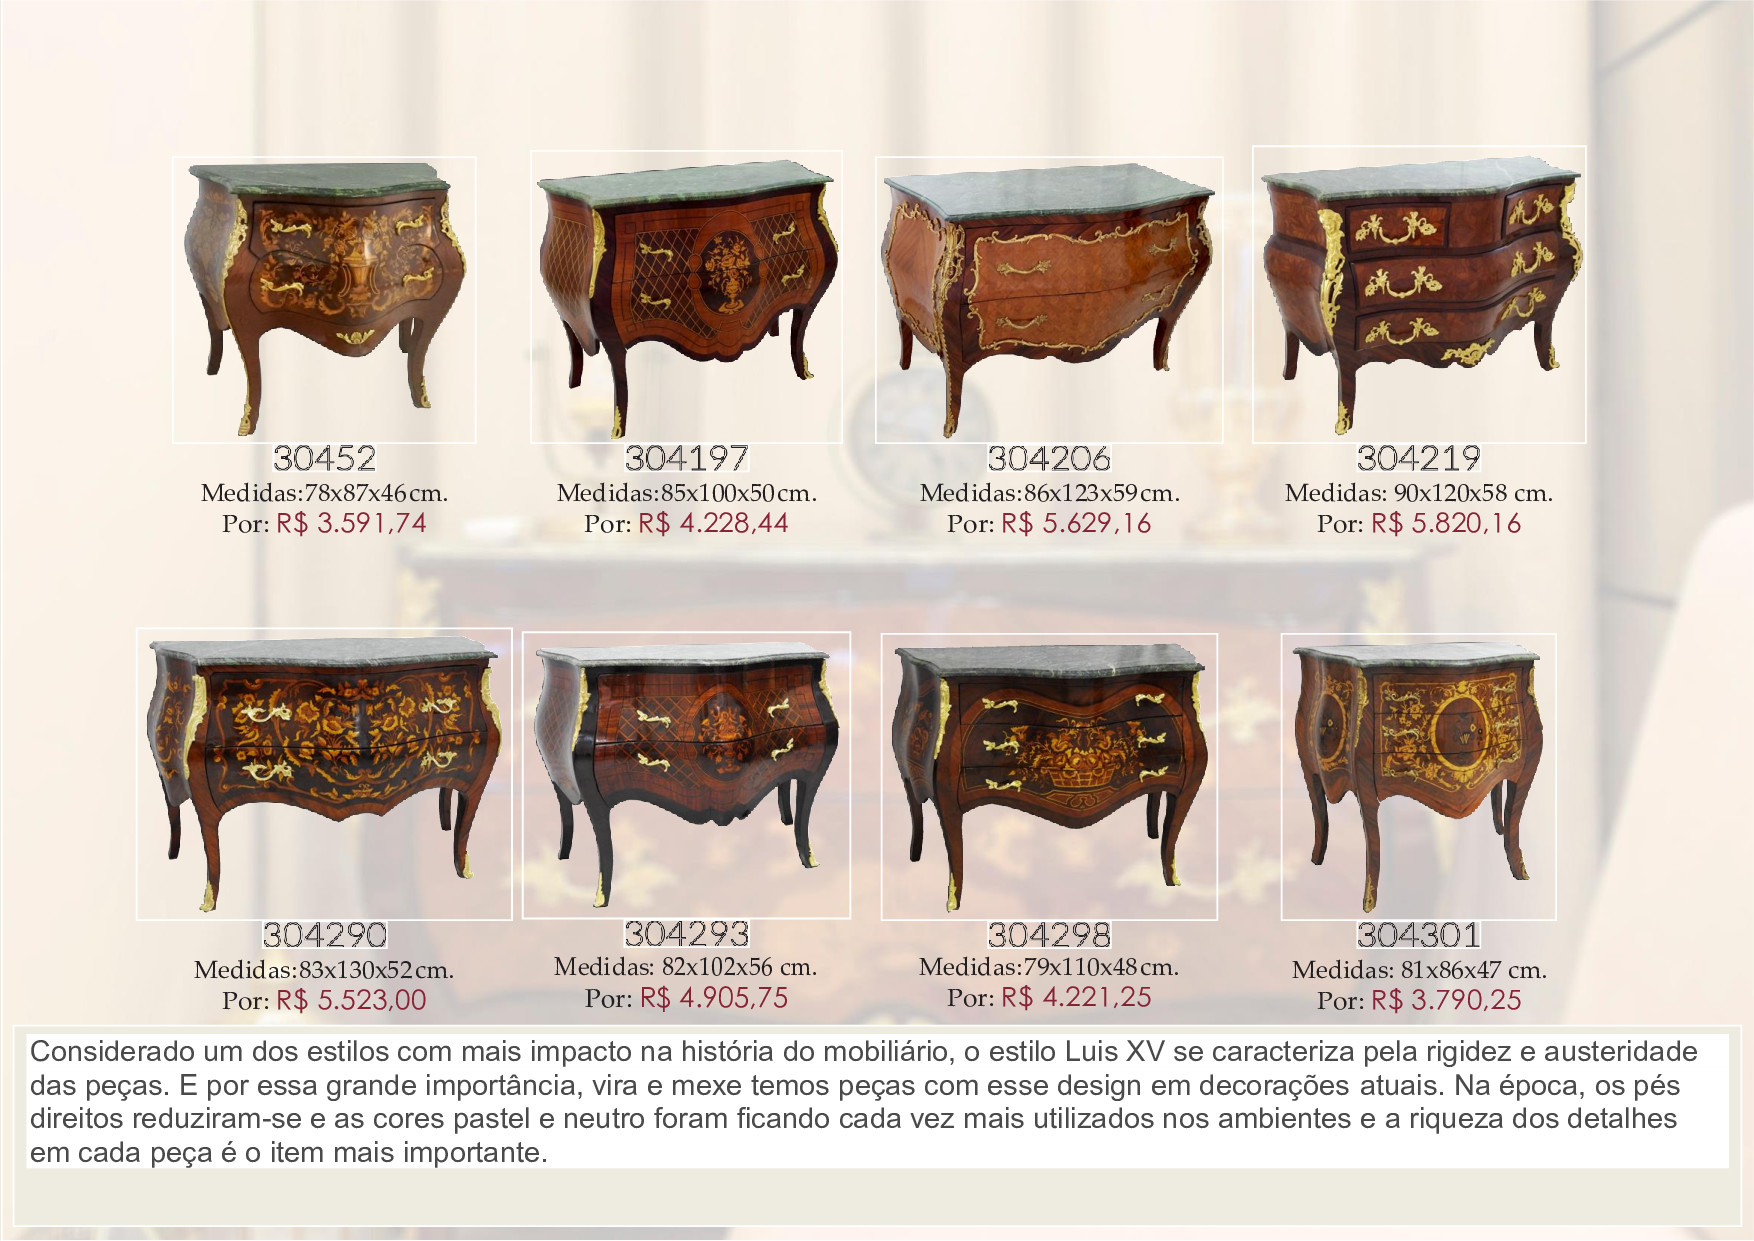 30452
Medidas:78x87x46cm.
Por: R$ 3.591,74
304197
Medidas:85x100x50cm.
Por: R$ 4.228,44
304206
Medidas:86x123x59cm.
Por: R$ 5.629,16
304219
Medidas: 90x120x58 cm.
Por: R$ 5.820,16
304290
Medidas:83x130x52cm.
Por: R$ 5.523,00
304293
Medidas: 82x102x56 cm.
Por: R$ 4.905,75
304298
Medidas:79x110x48cm.
Por: R$ 4.221,25
304301
Medidas: 81x86x47 cm.
Por: R$ 3.790,25
Considerado um dos estilos com mais impacto na história do mobiliário, o estilo Luis XV se caracteriza pela rigidez e austeridade
das peças. E por essa grande importância, vira e mexe temos peças com esse design em decorações atuais. Na época, os pés
direitos reduziram-se e as cores pastel e neutro foram ficando cada vez mais utilizados nos ambientes e a riqueza dos detalhes
em cada peça é o item mais importante.